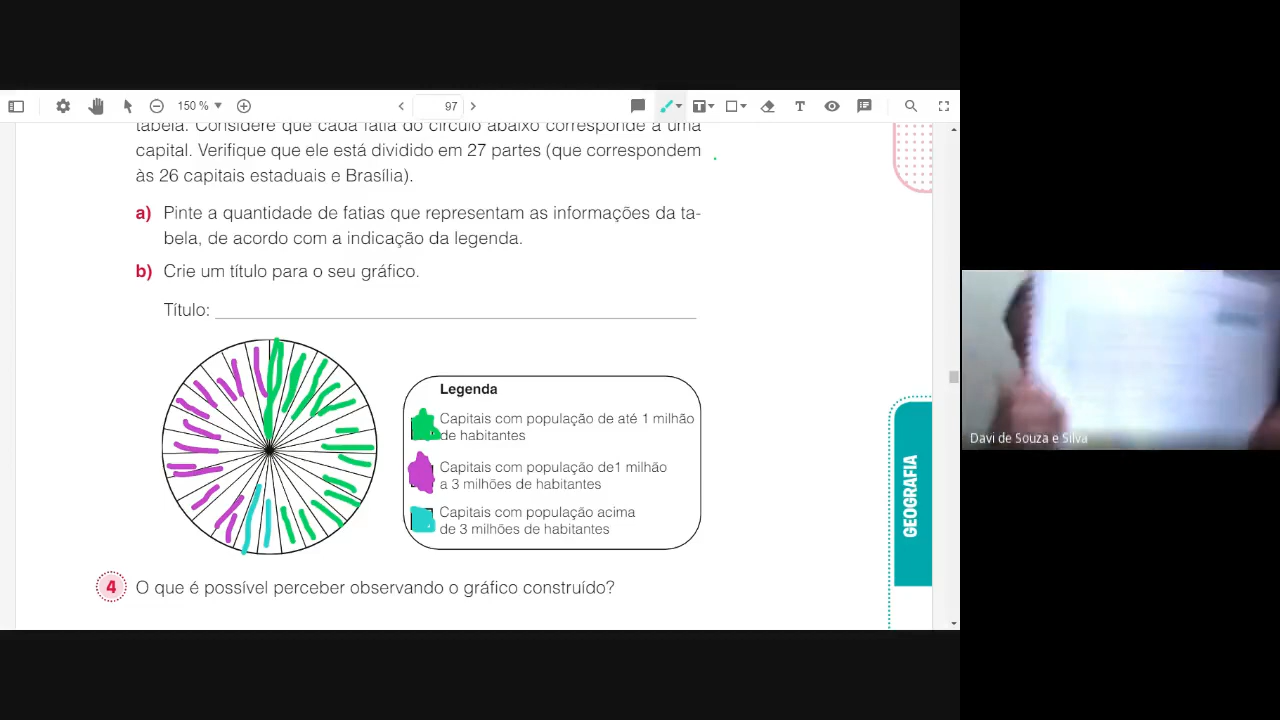 150 %
97
tabela. Considere que cada fatia do círculo abaixo corresponde a uma
capital. Verifique que ele está dividido em 27 partes (que correspondem
às 26 capitais estaduais e Brasília).
a) Pinte a quantidade de fatias que representam as informações da ta-
bela, de acordo com a indicação da legenda.
b) Crie um título para o seu gráfico.
Título:
Legenda
Capitais com população de até 1 milhão
de habitantes
Capitais com população de1 milhão
a 3 milhões de habitantes
Capitais com população acima
de 3 milhões de habitantes
4 O que é possível perceber observando o gráfico construído?
GEOGRAFIA
Davi de Souza e Silva